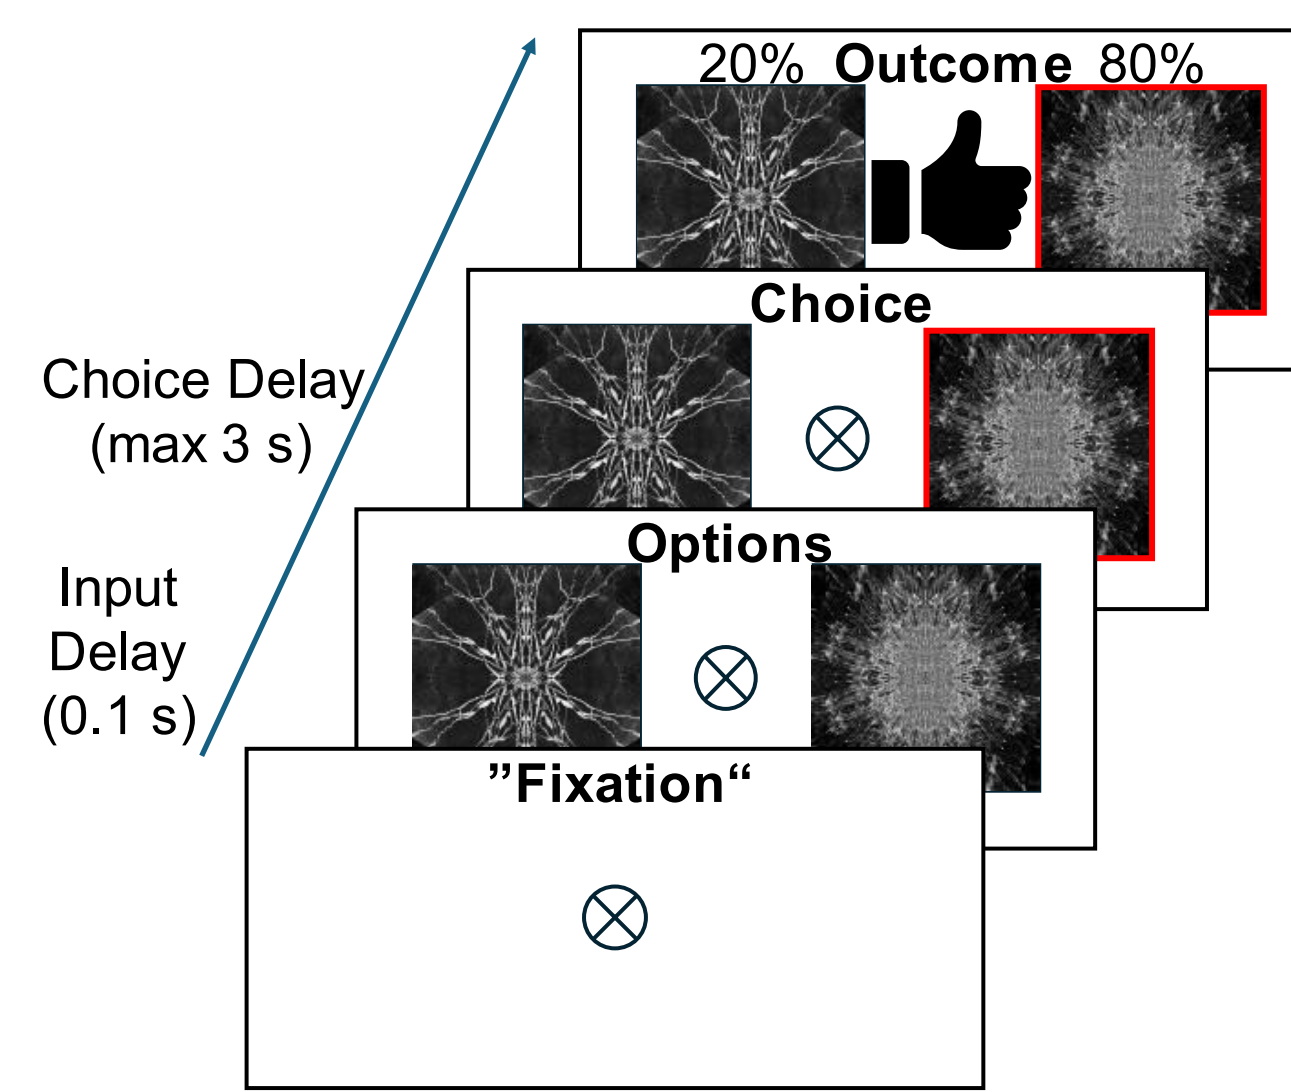 20% Outcome 80%
Choice
Choice Delay
(max 3 s)
Options
Input
Delay
(0.1 s)
”Fixation“